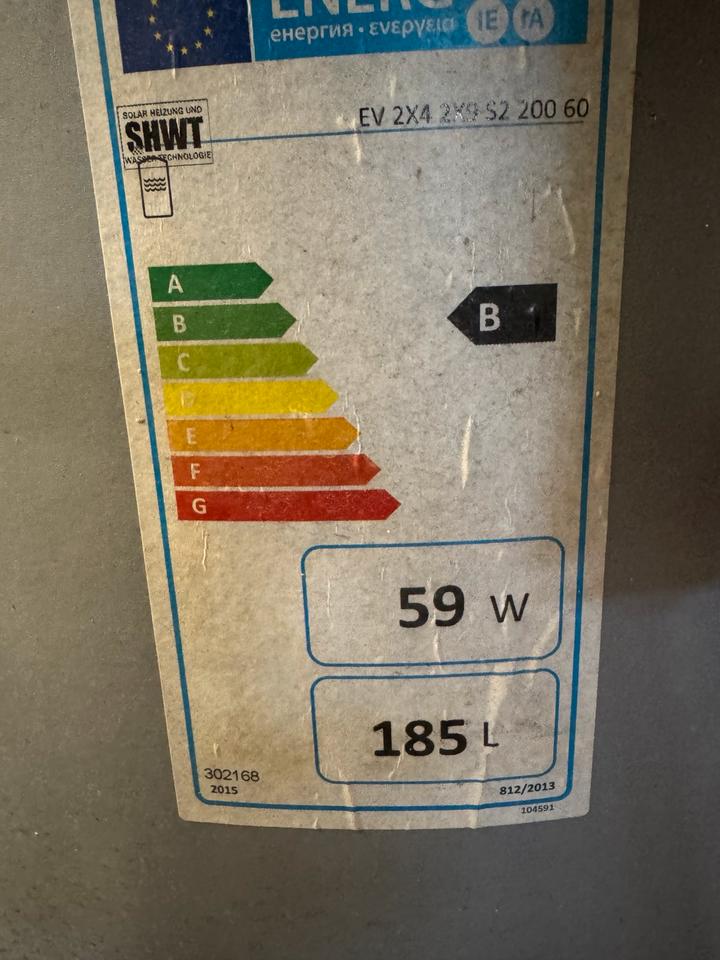 ENERG
енергия · ενεργεια
IE IA
SOLAR HEIZUNG UND
SHWT
WASSER TECHNOLOGIE
EV 2X4 2X9 S2 200 60
A
B
B
C
D
E
F
G
59 W
185 L
302168
2015
812/2013
104591